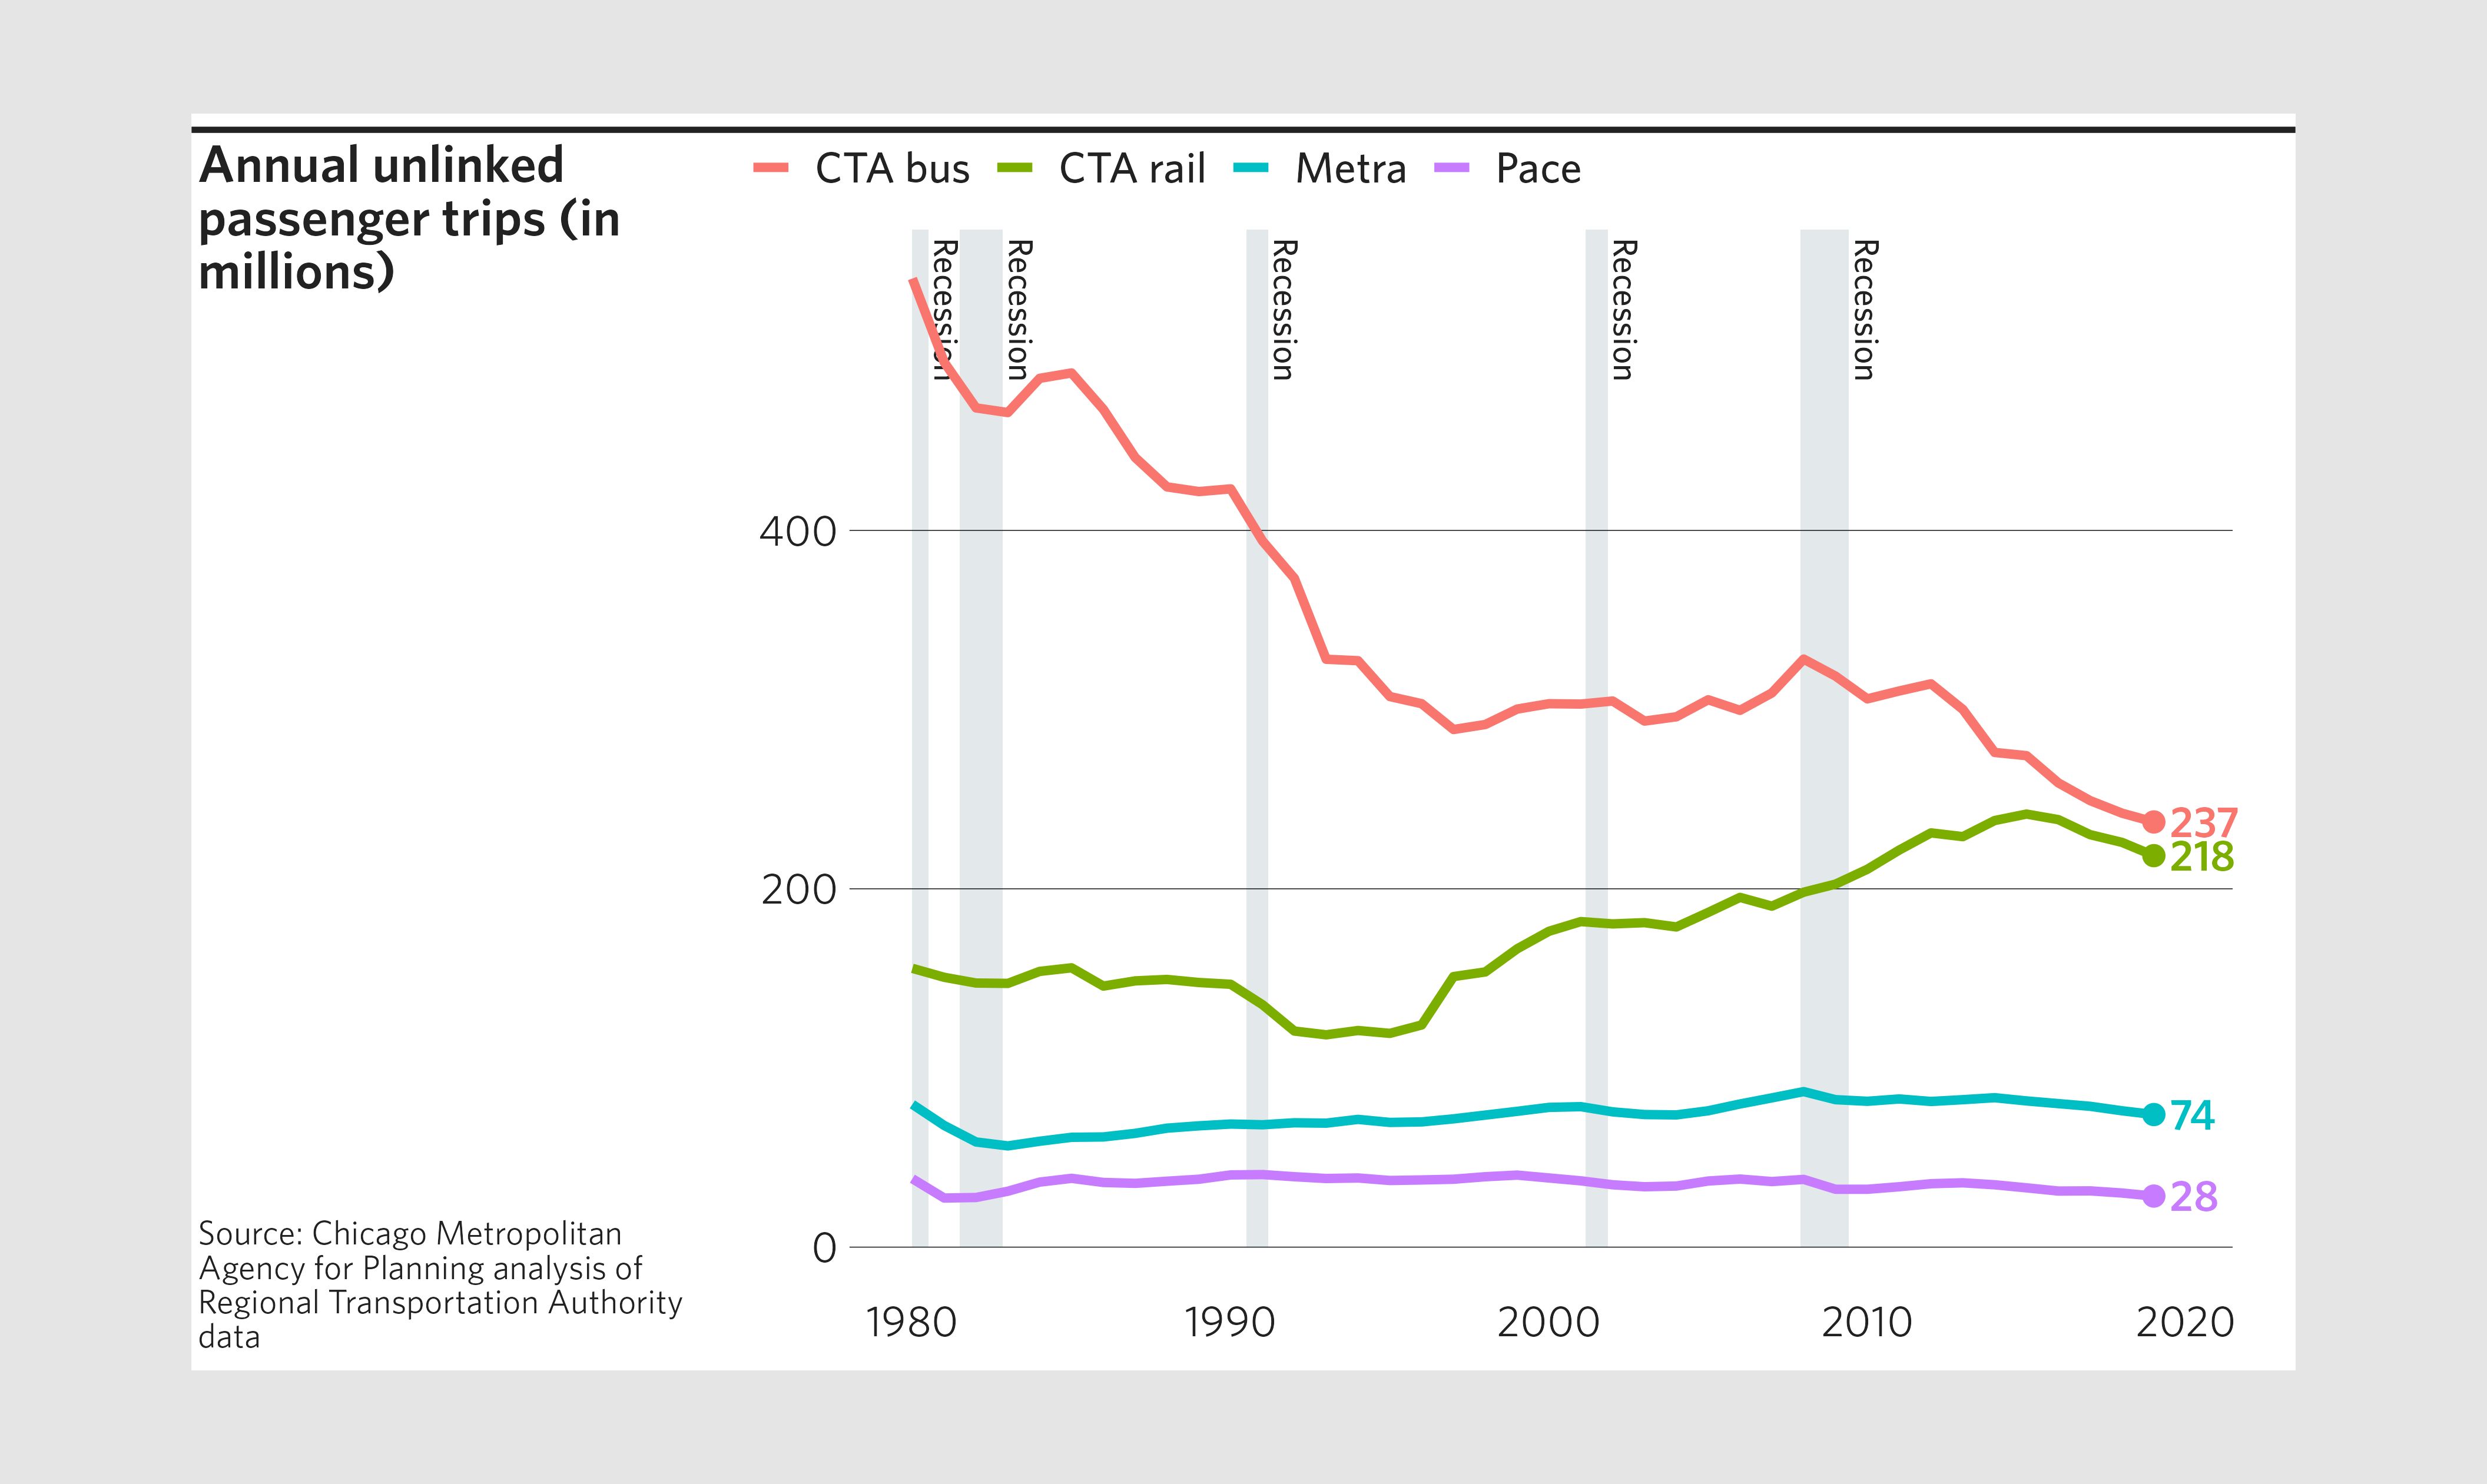 Annual unlinked
passenger trips (in
millions)
CTA bus
CTA rail
Metra
Pace
Recession
Recession
Recession
Recession
Recession
400
200
0
237
218
74
28
1980
1990
2000
2010
2020
Source: Chicago Metropolitan
Agency for Planning analysis of
Regional Transportation Authority
data